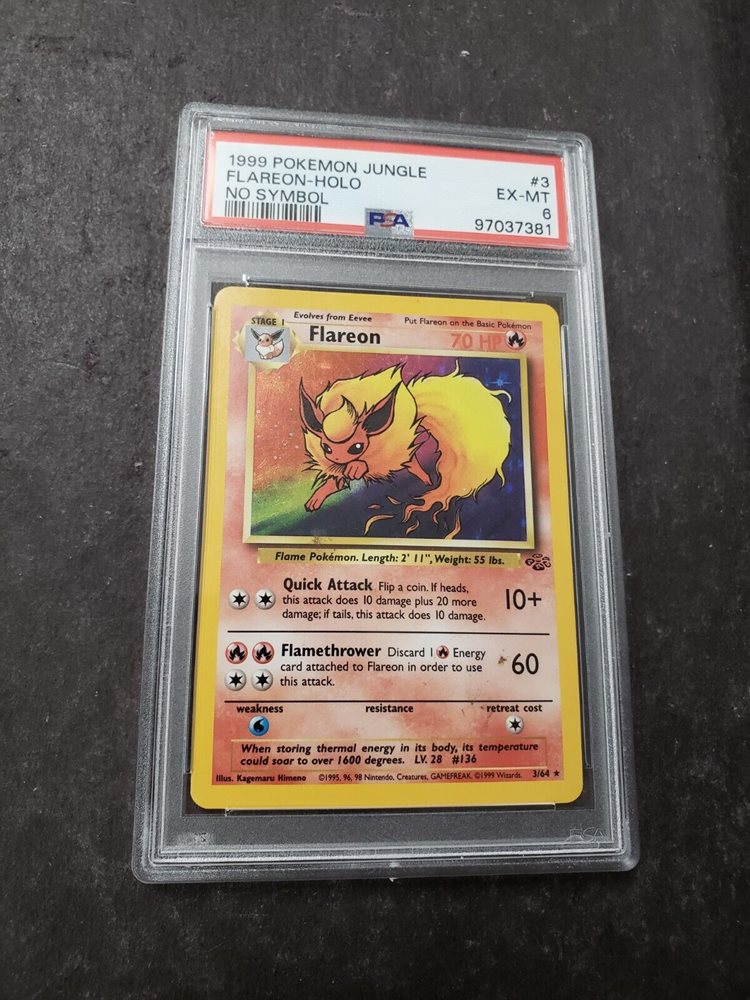 1999 POKEMON JUNGLE #3
FLAREON-HOLO EX-MT
NO SYMBOL 6
PSA 97037381
STAGE 1 Evolves from Eevee Put Flareon on the Basic Pokémon
Flareon 70 HP
Flame Pokémon. Length: 2' 11", Weight: 55 lbs.
Quick Attack Flip a coin. If heads,
this attack does 10 damage plus 20 more
damage; if tails, this attack does 10 damage.
10+
Flamethrower Discard 1 Energy
card attached to Flareon in order to use
this attack.
60
weakness resistance retreat cost
When storing thermal energy in its body, its temperature
could soar to over 1600 degrees. LV. 28 #136
Illus. Kagemaru Himeno ©1995, 96, 98 Nintendo, Creatures, GAMEFREAK. ©1999 Wizards. 3/64 ★
PSA